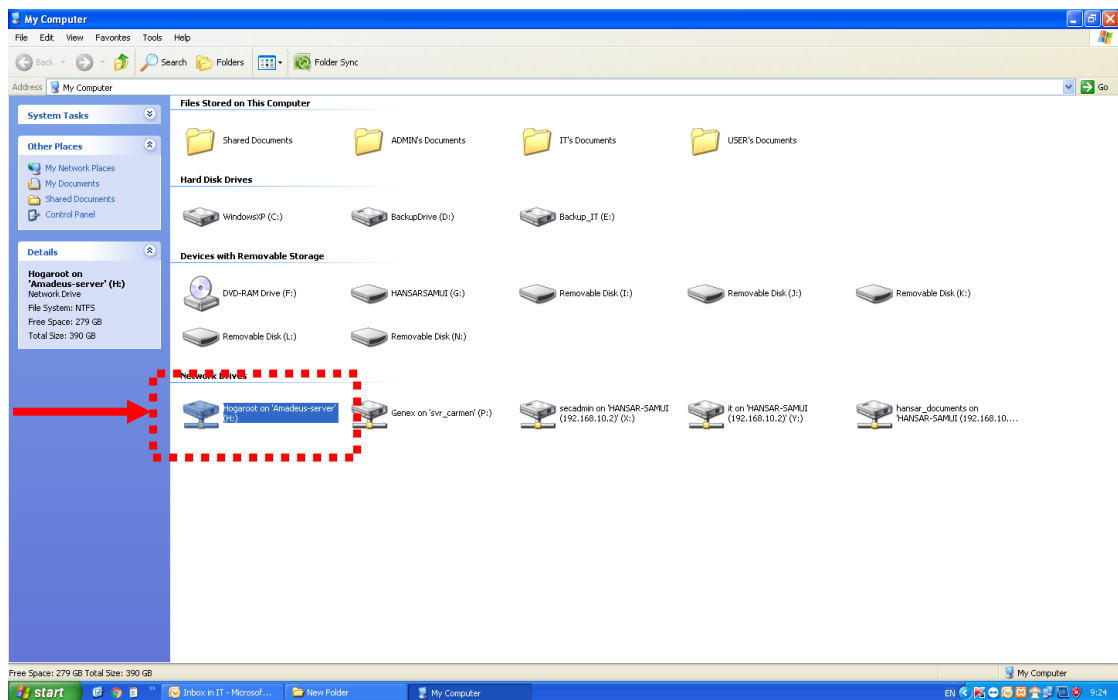 My Computer
File Edit View Favorites Tools Help
Back Search Folders Folder Sync
Address My Computer Go
System Tasks
Other Places
My Network Places
My Documents
Shared Documents
Control Panel
Details
Hogaroot on
'Amadeus-server' (H:)
Network Drive
File System: NTFS
Free Space: 279 GB
Total Size: 390 GB
Files Stored on This Computer
Shared Documents
ADMIN's Documents
IT's Documents
USER's Documents
Hard Disk Drives
WindowsXP (C:)
BackupDrive (D:)
Backup_IT (E:)
Devices with Removable Storage
DVD-RAM Drive (F:)
HANSARSAMUI (G:)
Removable Disk (I:)
Removable Disk (J:)
Removable Disk (K:)
Removable Disk (L:)
Removable Disk (N:)
Network Drives
Hogaroot on 'Amadeus-server'
(H:)
Genex on 'svr_carmen' (P:)
secadmin on 'HANSAR-SAMUI
(192.168.10.2)' (X:)
it on 'HANSAR-SAMUI
(192.168.10.2)' (Y:)
hansar_documents on
'HANSAR-SAMUI (192.168.10....
Free Space: 279 GB Total Size: 390 GB
My Computer
start
Inbox in IT - Microsof...
New Folder
My Computer
EN
9:24